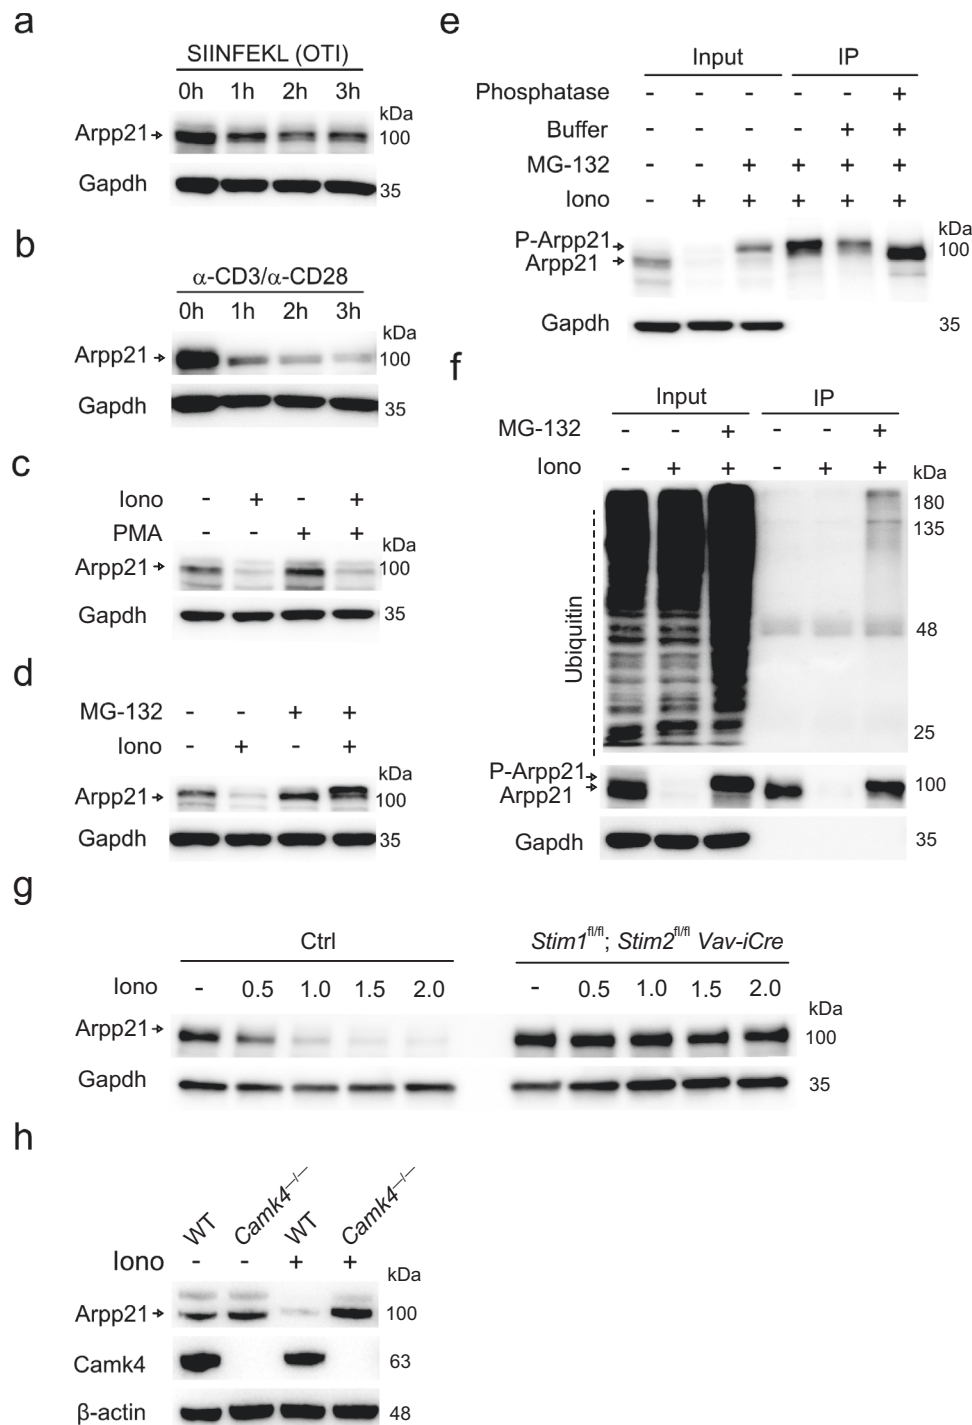 a
SIINFEKL (OTI)
0h 1h 2h 3h
kDa
Arpp21 100
Gapdh 35
b
α-CD3/α-CD28
0h 1h 2h 3h
kDa
Arpp21 100
Gapdh 35
c
Iono - + - +
PMA - - + +
kDa
Arpp21 100
Gapdh 35
d
MG-132 - - + +
Iono - + - +
kDa
Arpp21 100
Gapdh 35
e
Input IP
Phosphatase - - - - - +
Buffer - - - - + +
MG-132 - - + + + +
Iono - + + + + +
kDa
P-Arpp21 100
Arpp21
Gapdh 35
f
Input IP
MG-132 - - + - - +
Iono - + + - + +
kDa
180
135
Ubiquitin
48
25
P-Arpp21
Arpp21 100
Gapdh 35
g
Ctrl Stim1fl/fl; Stim2fl/fl Vav-iCre
Iono - 0.5 1.0 1.5 2.0 - 0.5 1.0 1.5 2.0
kDa
Arpp21 100
Gapdh 35
h
WT Camk4–/– WT Camk4–/–
Iono - - + +
kDa
Arpp21 100
Camk4 63
β-actin 48